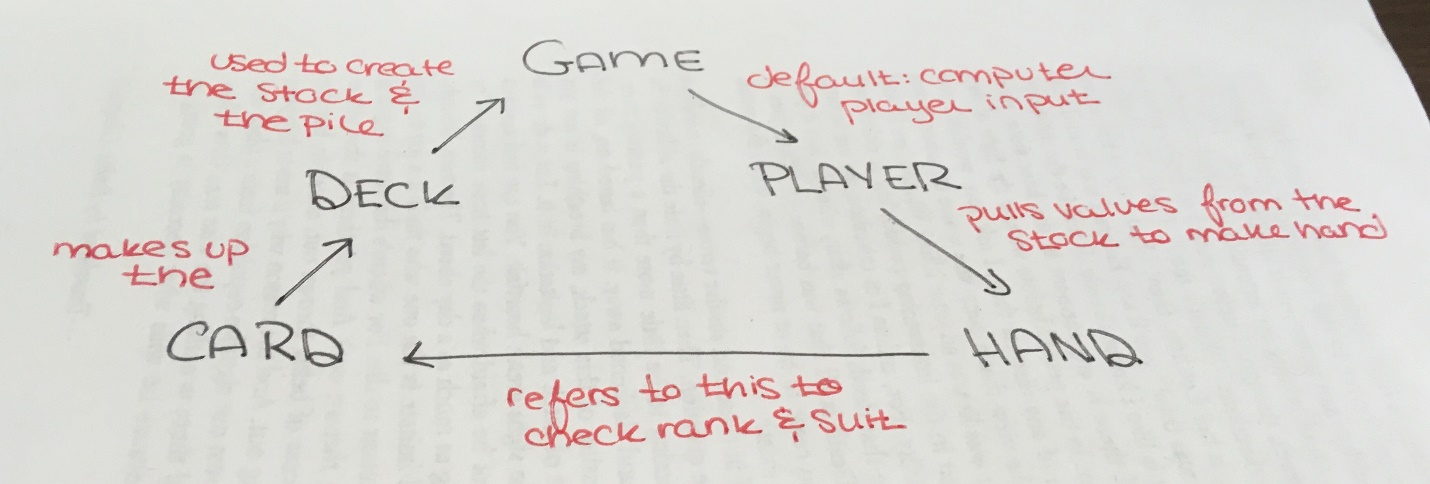 GAME
used to create
the stock &
the pile
default: computer
player input
DECK
PLAYER
makes up
the
pulls values from the
stock to make hand
CARD
HAND
refers to this to
check rank & suit